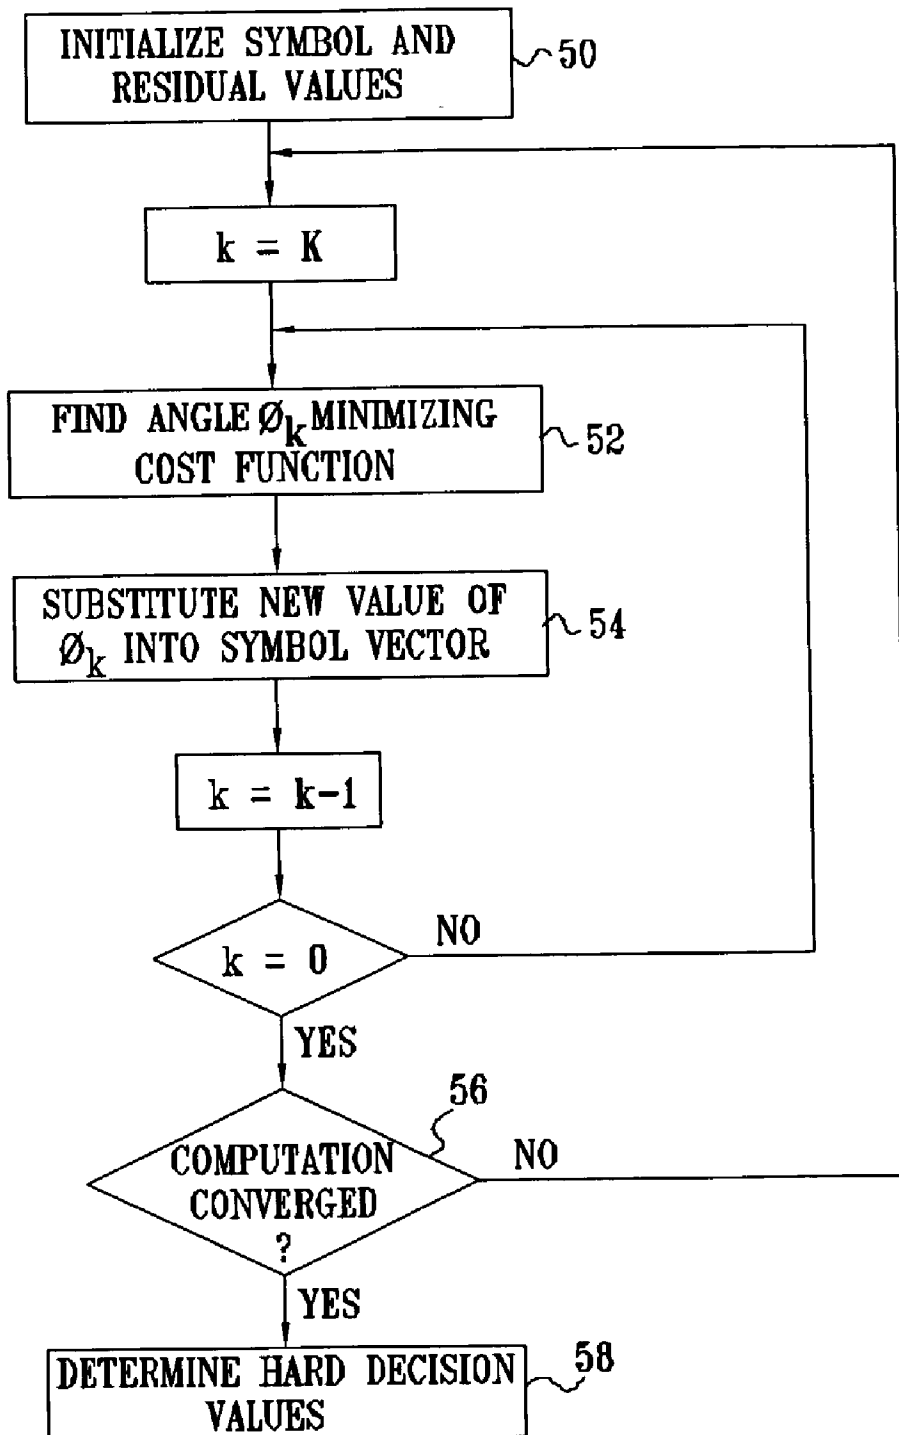 INITIALIZE SYMBOL AND
RESIDUAL VALUES
50
k = K
FIND ANGLE Øk MINIMIZING
COST FUNCTION
52
SUBSTITUTE NEW VALUE OF
Øk INTO SYMBOL VECTOR
54
k = k-1
k = 0
NO
YES
56
COMPUTATION
CONVERGED
?
NO
YES
DETERMINE HARD DECISION
VALUES
58